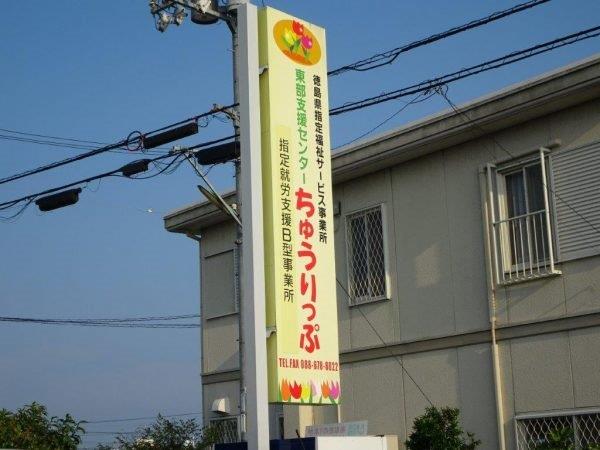 徳島県指定福祉サービス事業所
東部支援センター
ちゅうりっぷ
指定就労支援B型事業所
TEL.FAX 088-678-8022